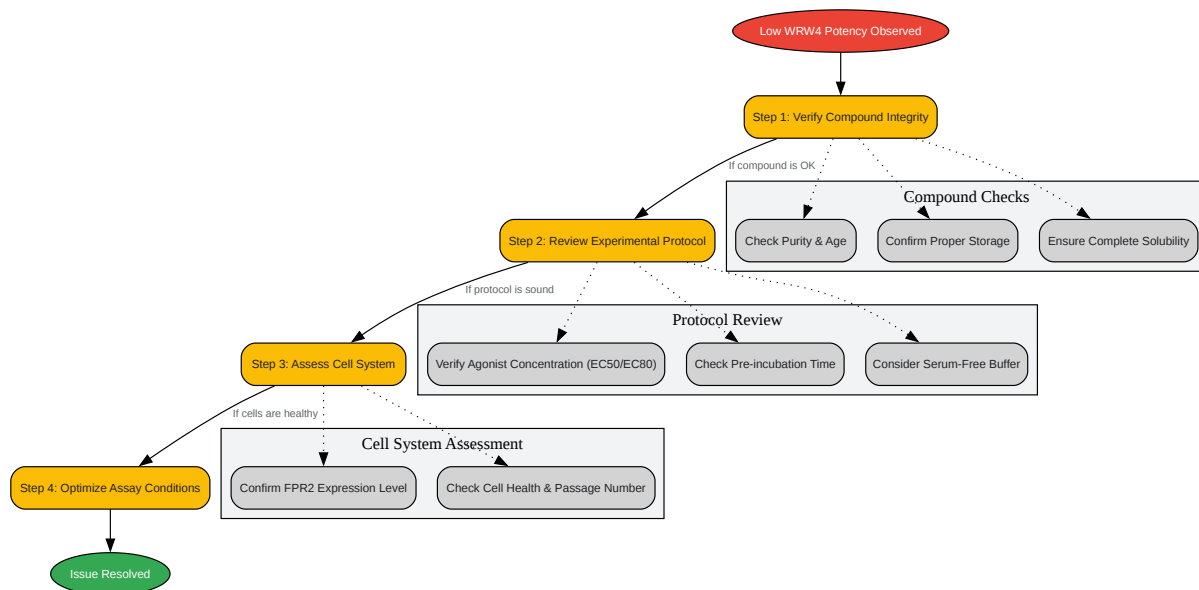 Low WRW4 Potency Observed
Step 1: Verify Compound Integrity
If compound is OK
Compound Checks
Check Purity & Age
Confirm Proper Storage
Ensure Complete Solubility
Step 2: Review Experimental Protocol
If protocol is sound
Protocol Review
Verify Agonist Concentration (EC50/EC80)
Check Pre-incubation Time
Consider Serum-Free Buffer
Step 3: Assess Cell System
If cells are healthy
Cell System Assessment
Confirm FPR2 Expression Level
Check Cell Health & Passage Number
Step 4: Optimize Assay Conditions
Issue Resolved